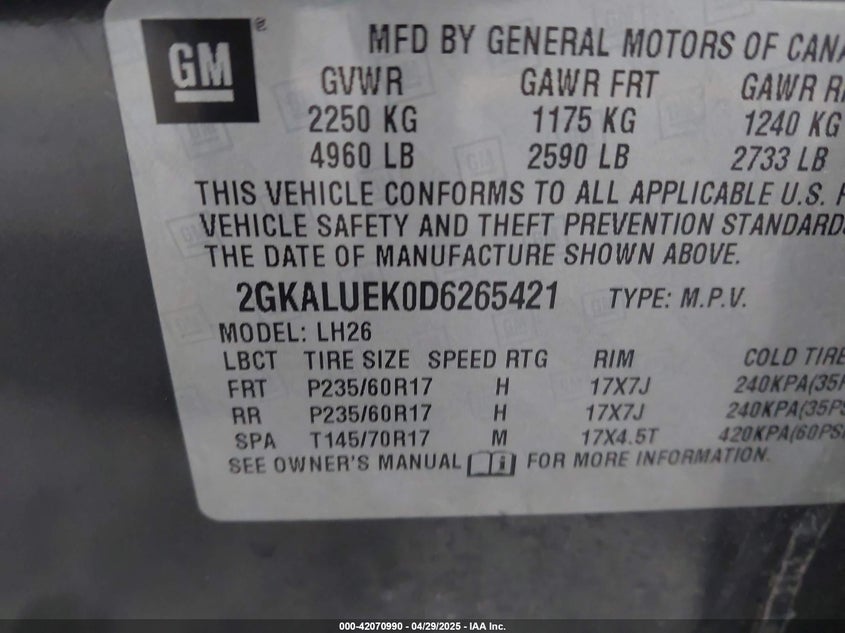 GM
MFD BY GENERAL MOTORS OF CANA
GVWR GAWR FRT GAWR R
2250 KG 1175 KG 1240 KG
4960 LB 2590 LB 2733 LB
THIS VEHICLE CONFORMS TO ALL APPLICABLE U.S. F
VEHICLE SAFETY AND THEFT PREVENTION STANDARDS
THE DATE OF MANUFACTURE SHOWN ABOVE.
2GKALUEK0D6265421 TYPE: M.P.V.
MODEL: LH26
LBCT TIRE SIZE SPEED RTG RIM COLD TIRE
FRT P235/60R17 H 17X7J 240KPA(35P
RR P235/60R17 H 17X7J 240KPA(35PS
SPA T145/70R17 M 17X4.5T 420KPA(60PSI
SEE OWNER'S MANUAL FOR MORE INFORMATION.
000-42070990 - 04/29/2025 - IAA Inc.